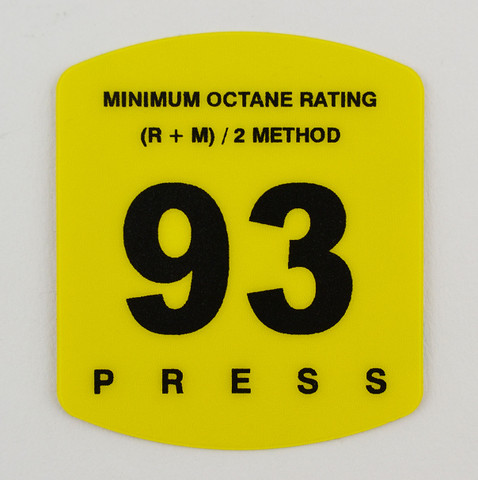 MINIMUM OCTANE RATING
(R + M) / 2 METHOD
93
PRESS